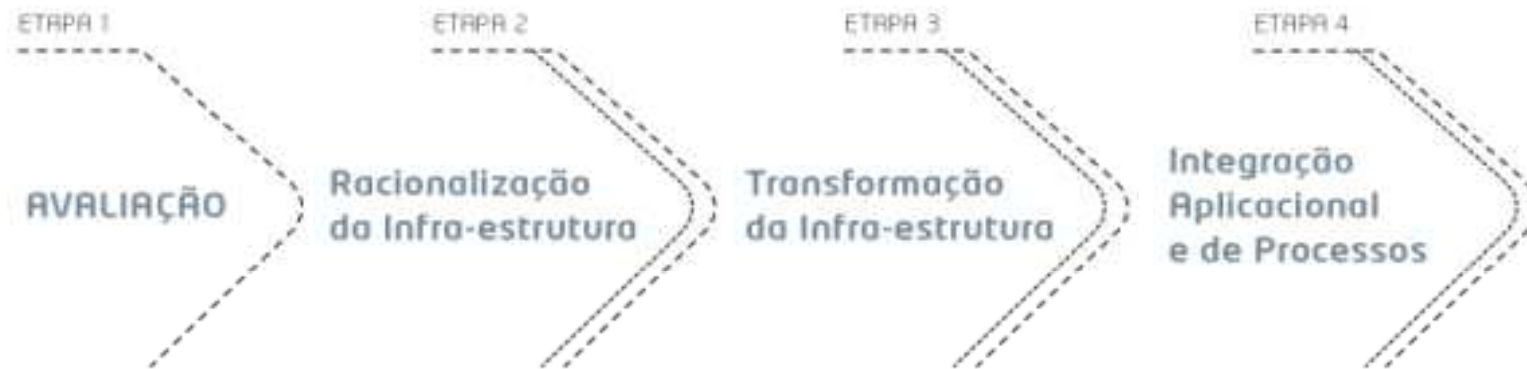 ETAPA 1
AVALIAÇÃO
ETAPA 2
Racionalização
da Infra-estrutura
ETAPA 3
Transformação
da Infra-estrutura
ETAPA 4
Integração
Aplicacional
e de Processos